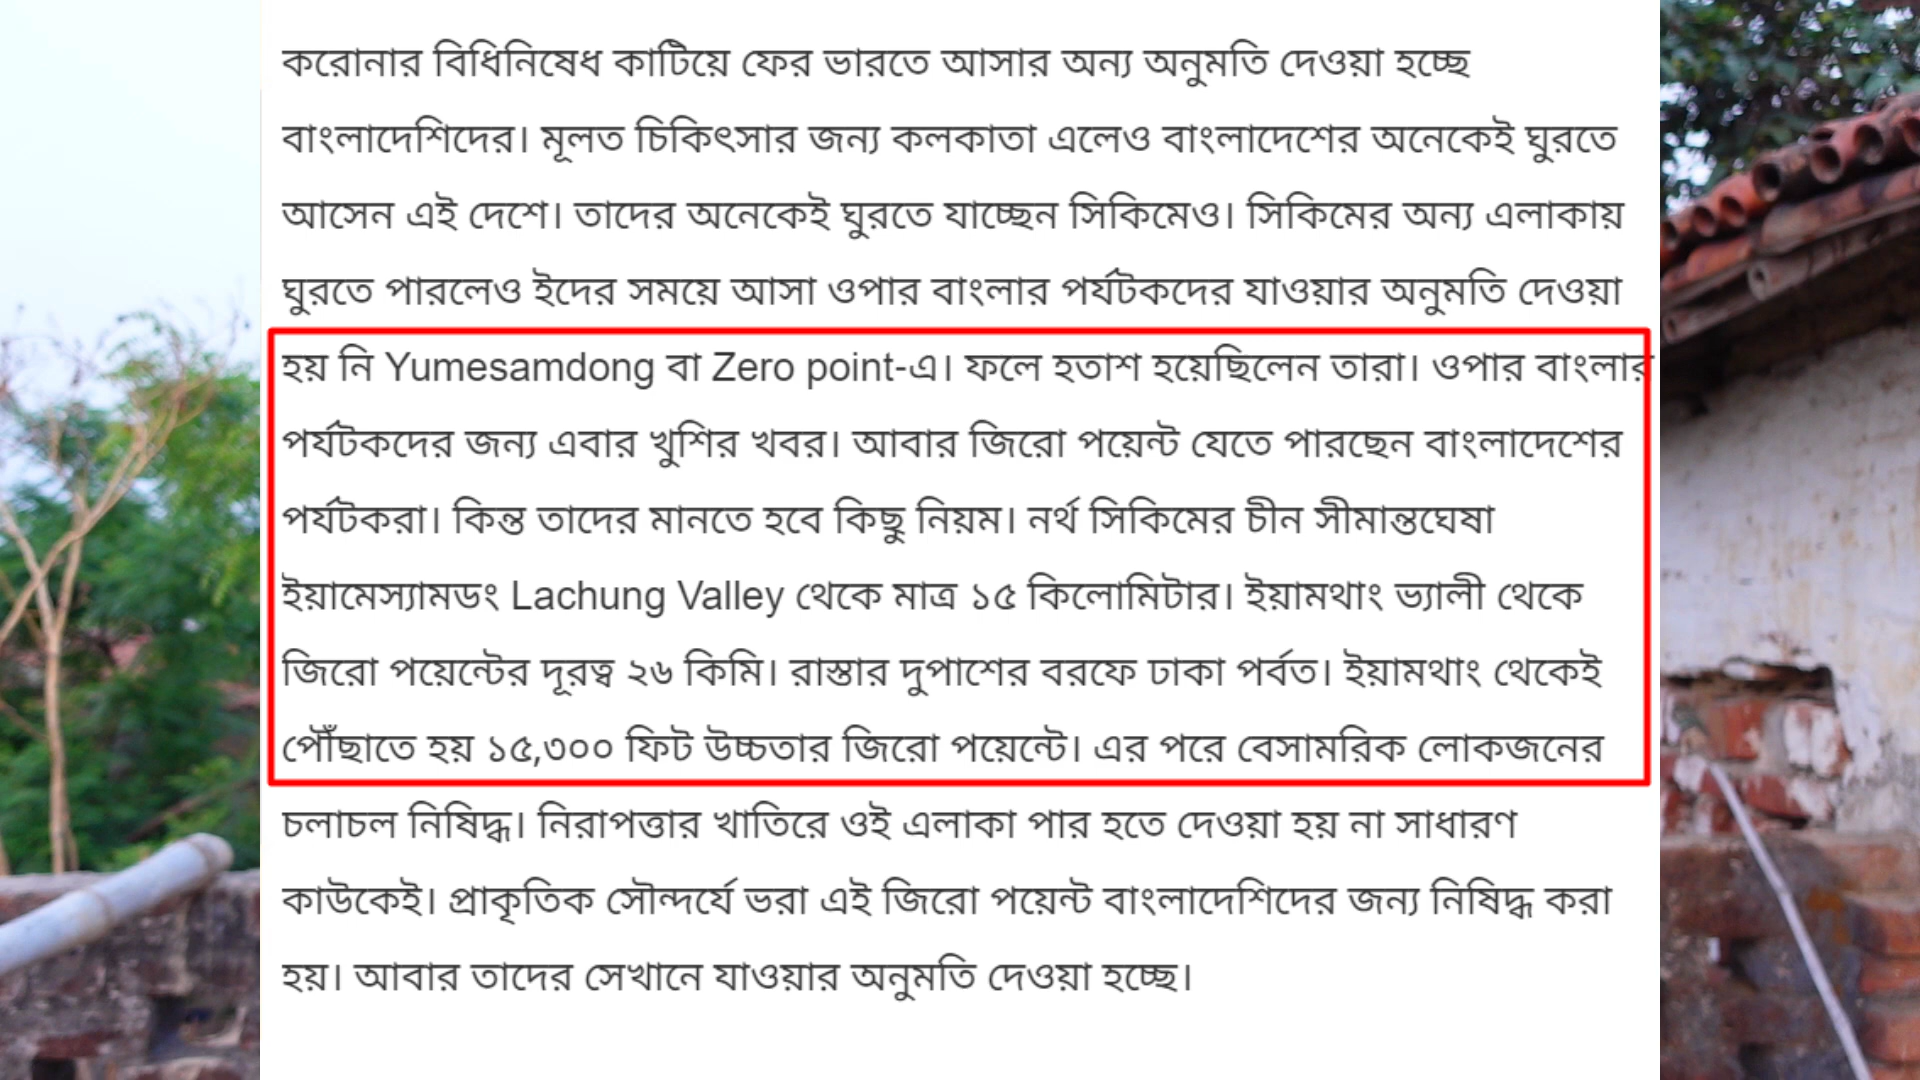 করোনার বিধিনিষেধ কাটিয়ে ফের ভারতে আসার অন্য অনুমতি দেওয়া হচ্ছে
বাংলাদেশিদের। মূলত চিকিৎসার জন্য কলকাতা এলেও বাংলাদেশের অনেকেই ঘুরতে
আসেন এই দেশে। তাদের অনেকেই ঘুরতে যাচ্ছেন সিকিমেও। সিকিমের অন্য এলাকায়
ঘুরতে পারলেও ইদের সময়ে আসা ওপার বাংলার পর্যটকদের যাওয়ার অনুমতি দেওয়া
হয় নি Yumesamdong বা Zero point-এ। ফলে হতাশ হয়েছিলেন তারা। ওপার বাংলার
পর্যটকদের জন্য এবার খুশির খবর। আবার জিরো পয়েন্ট যেতে পারছেন বাংলাদেশের
পর্যটকরা। কিন্ত তাদের মানতে হবে কিছু নিয়ম। নর্থ সিকিমের চীন সীমান্তঘেষা
ইয়ামেস্যামডং Lachung Valley থেকে মাত্র ১৫ কিলোমিটার। ইয়ামথাং ভ্যালী থেকে
জিরো পয়েন্টের দূরত্ব ২৬ কিমি। রাস্তার দুপাশের বরফে ঢাকা পর্বত। ইয়ামথাং থেকেই
পৌঁছাতে হয় ১৫,৩০০ ফিট উচ্চতার জিরো পয়েন্টে। এর পরে বেসামরিক লোকজনের
চলাচল নিষিদ্ধ। নিরাপত্তার খাতিরে ওই এলাকা পার হতে দেওয়া হয় না সাধারণ
কাউকেই। প্রাকৃতিক সৌন্দর্যে ভরা এই জিরো পয়েন্ট বাংলাদেশিদের জন্য নিষিদ্ধ করা
হয়। আবার তাদের সেখানে যাওয়ার অনুমতি দেওয়া হচ্ছে।